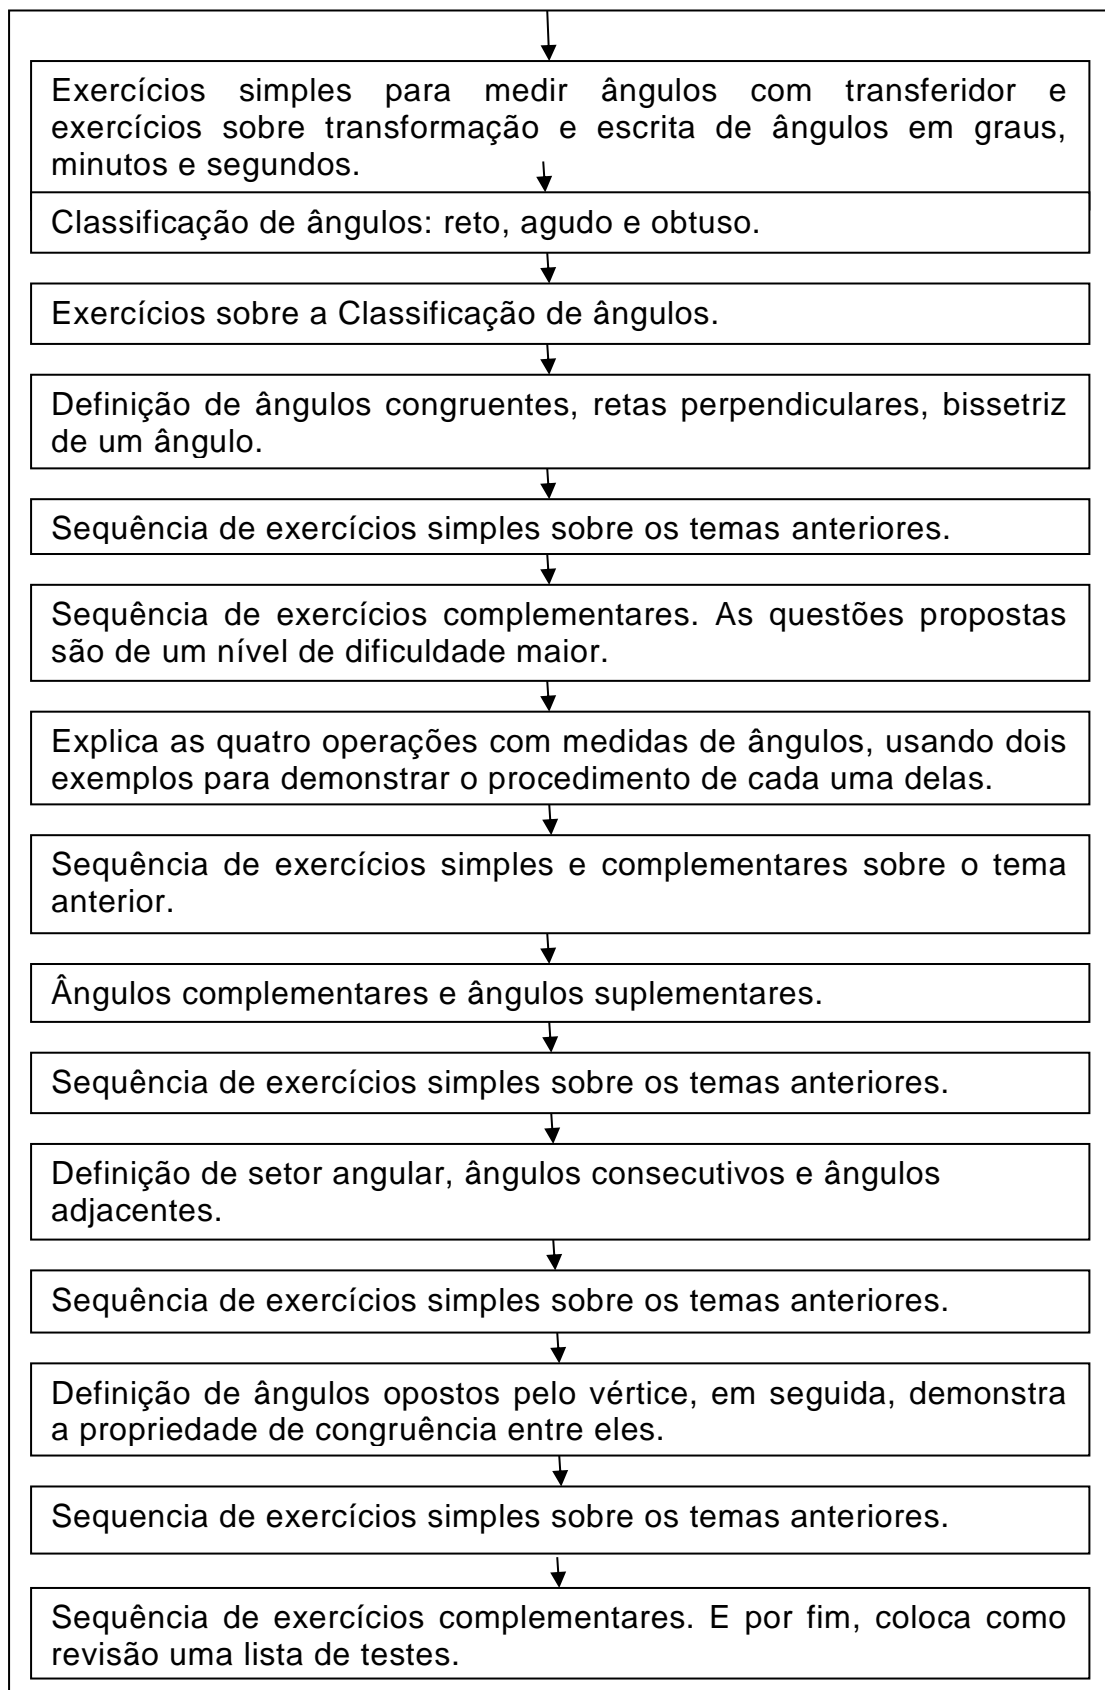 Exercícios simples para medir ângulos com transferidor e
exercícios sobre transformação e escrita de ângulos em graus,
minutos e segundos.
Classificação de ângulos: reto, agudo e obtuso.
Exercícios sobre a Classificação de ângulos.
Definição de ângulos congruentes, retas perpendiculares, bissetriz
de um ângulo.
Sequência de exercícios simples sobre os temas anteriores.
Sequência de exercícios complementares. As questões propostas
são de um nível de dificuldade maior.
Explica as quatro operações com medidas de ângulos, usando dois
exemplos para demonstrar o procedimento de cada uma delas.
Sequência de exercícios simples e complementares sobre o tema
anterior.
Ângulos complementares e ângulos suplementares.
Sequência de exercícios simples sobre os temas anteriores.
Definição de setor angular, ângulos consecutivos e ângulos
adjacentes.
Sequência de exercícios simples sobre os temas anteriores.
Definição de ângulos opostos pelo vértice, em seguida, demonstra
a propriedade de congruência entre eles.
Sequencia de exercícios simples sobre os temas anteriores.
Sequência de exercícios complementares. E por fim, coloca como
revisão uma lista de testes.